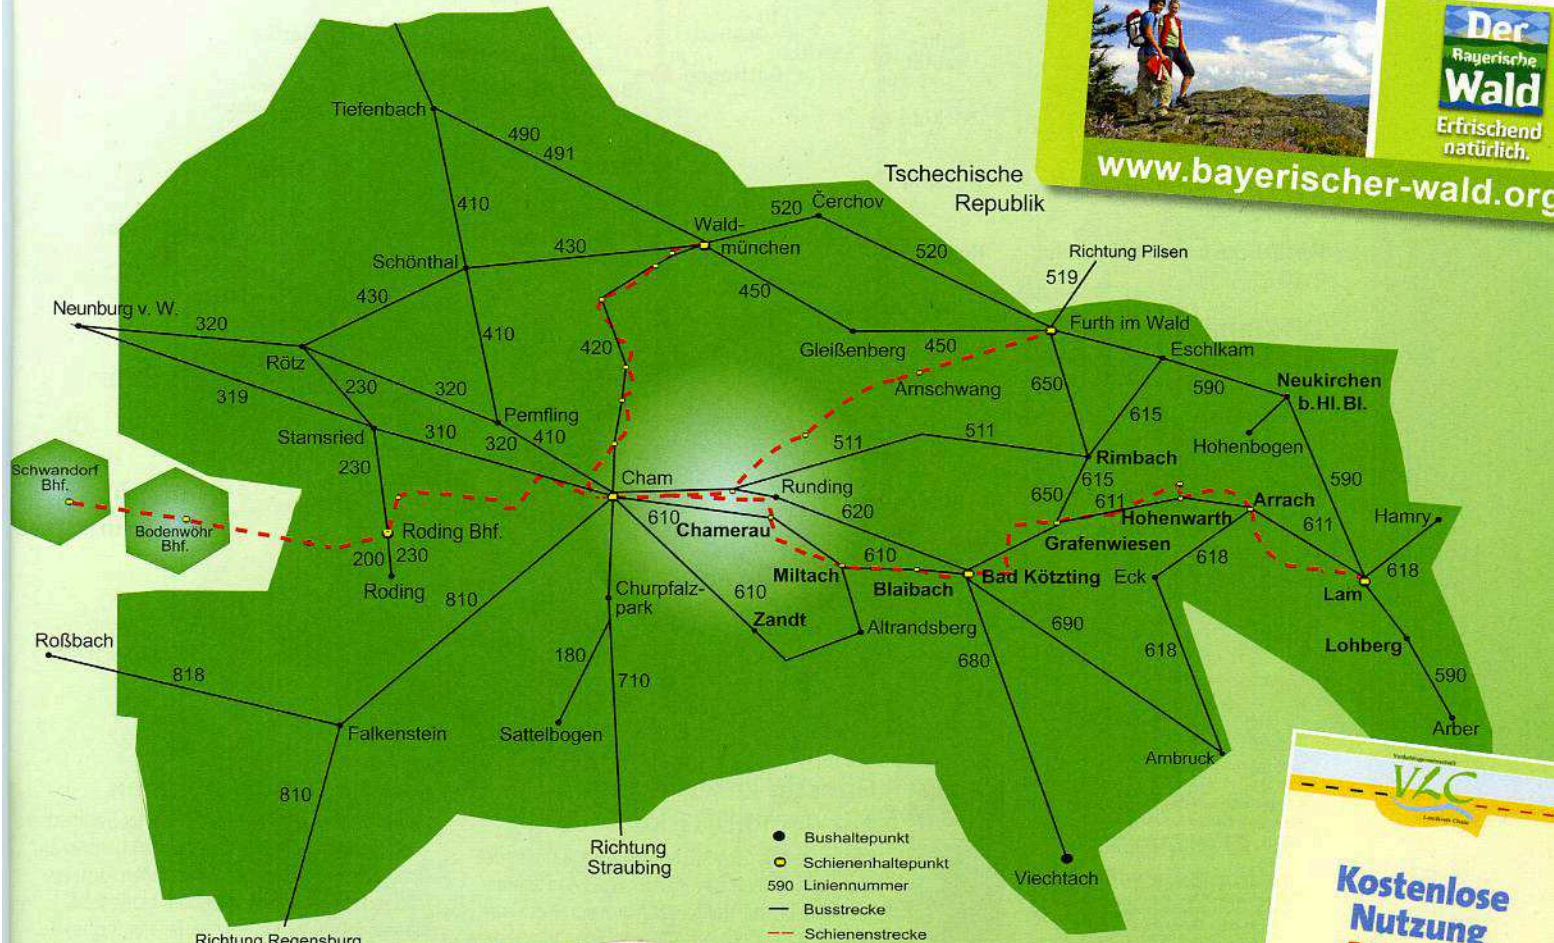 Der
Bayerische
Wald
Erfrischend
natürlich.
www.bayerischer-wald.org
Tiefenbach
490
491
Tschechische
Republik
410
520
Čerchov
Wald-
münchen
430
520
Richtung Pilsen
Schönthal
519
430
450
Neunburg v. W.
320
Furth im Wald
410
420
Gleißenberg
450
Eschlkam
Rötz
Arnschwang
650
590
Neukirchen
b.Hl.Bl.
230
320
319
615
Pemfling
Stamsried
310
320
410
511
511
Hohenbogen
Rimbach
Schwandorf
Bhf.
230
Cham
Runding
615
590
650
611
Arrach
610
620
Hohenwarth
611
Hamry
Bodenwöhr
Bhf.
Roding Bhf.
Chamerau
Grafenwiesen
200
230
610
618
618
Miltach
Blaibach
Bad Kötzting
Eck
Roding
810
Churpfalz-
park
610
Lam
Zandt
Altrandsberg
690
Roßbach
Lohberg
180
680
618
818
710
590
Falkenstein
Sattelbogen
Arber
Arnbruck
810
Richtung
Straubing
Viechtach
Richtung Regensburg
Bushaltepunkt
Schienenhaltepunkt
590 Liniennummer
Busstrecke
Schienenstrecke
VLC
Landkreis Cham
Kostenlose
Nutzung